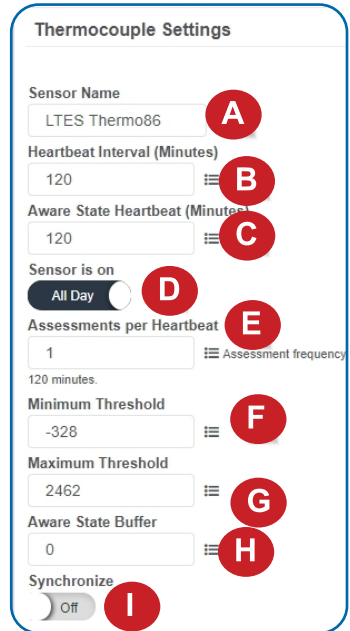 Thermocouple Settings
Sensor Name
LTES Thermo86 A
Heartbeat Interval (Minutes)
120 B
Aware State Heartbeat (Minutes)
120 C
Sensor is on
All Day D
Assessments per Heartbeat E
1 Assessment frequency
120 minutes.
Minimum Threshold
-328 F
Maximum Threshold
2462 G
Aware State Buffer
0 H
Synchronize
Off I